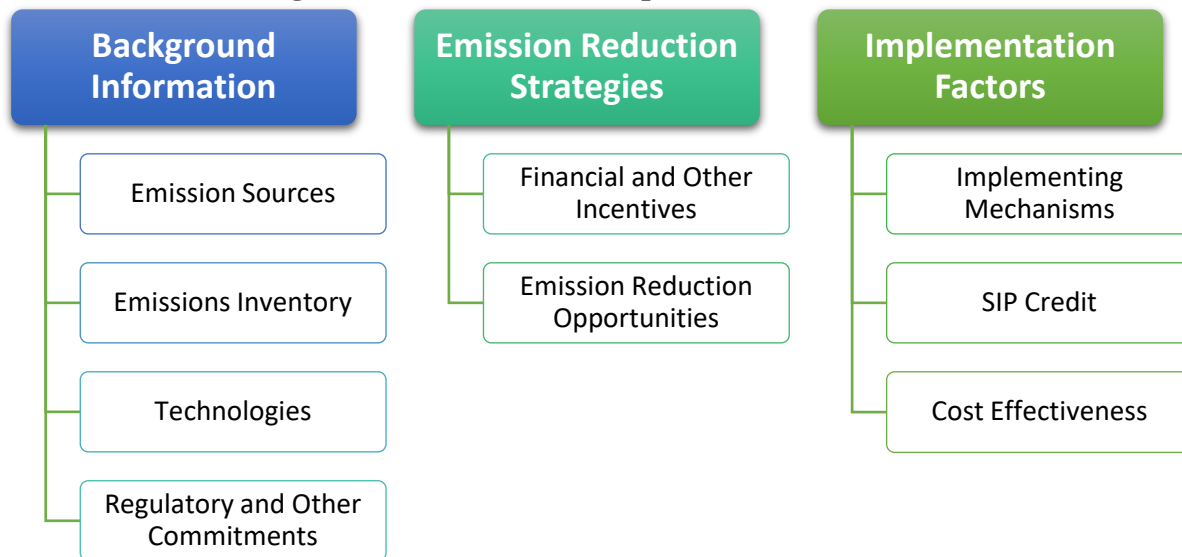 Background
Information
Emission Sources
Emissions Inventory
Technologies
Regulatory and Other
Commitments
Emission Reduction
Strategies
Financial and Other
Incentives
Emission Reduction
Opportunities
Implementation
Factors
Implementing
Mechanisms
SIP Credit
Cost Effectiveness